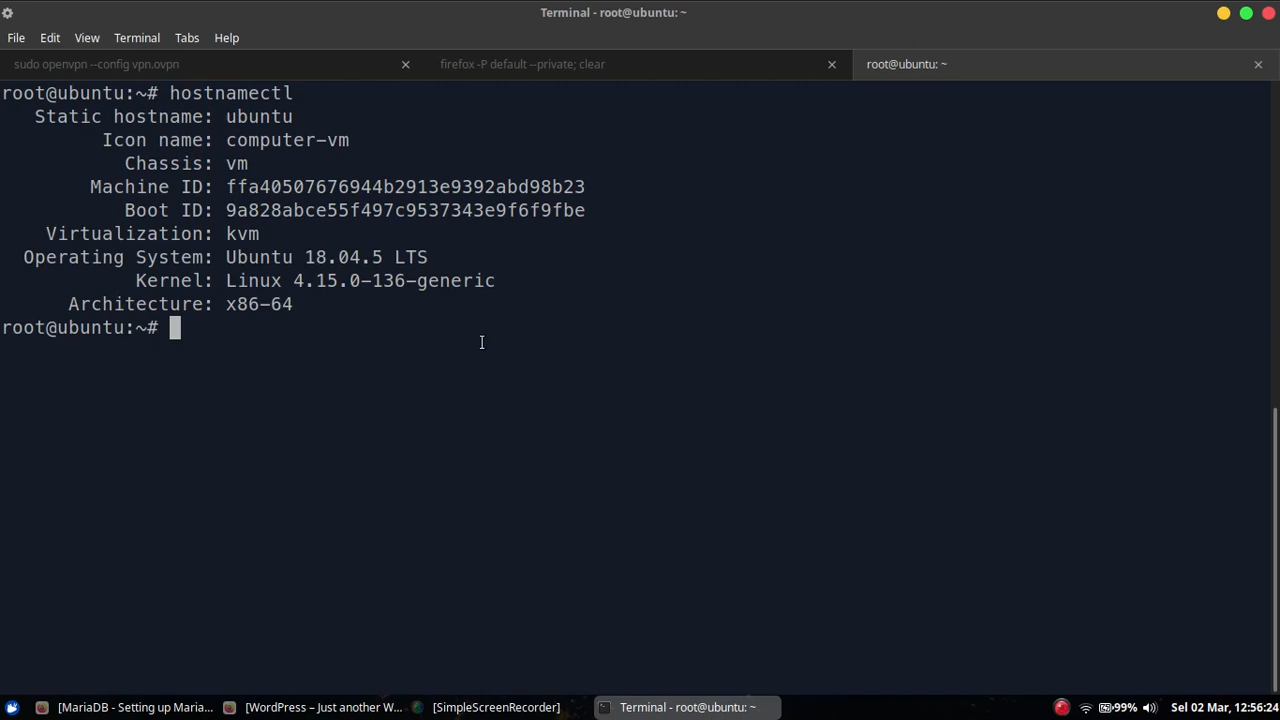 Terminal - root@ubuntu: ~
File Edit View Terminal Tabs Help
sudo openvpn --config vpn.ovpn
firefox -P default --private; clear
root@ubuntu: ~
root@ubuntu:~# hostnamectl
Static hostname: ubuntu
Icon name: computer-vm
Chassis: vm
Machine ID: ffa40507676944b2913e9392abd98b23
Boot ID: 9a828abce55f497c9537343e9f6f9fbe
Virtualization: kvm
Operating System: Ubuntu 18.04.5 LTS
Kernel: Linux 4.15.0-136-generic
Architecture: x86-64
root@ubuntu:~#
[MariaDB - Setting up Maria...
[WordPress – Just another W...
[SimpleScreenRecorder]
Terminal - root@ubuntu: ~
99%
Sel 02 Mar, 12:56:24